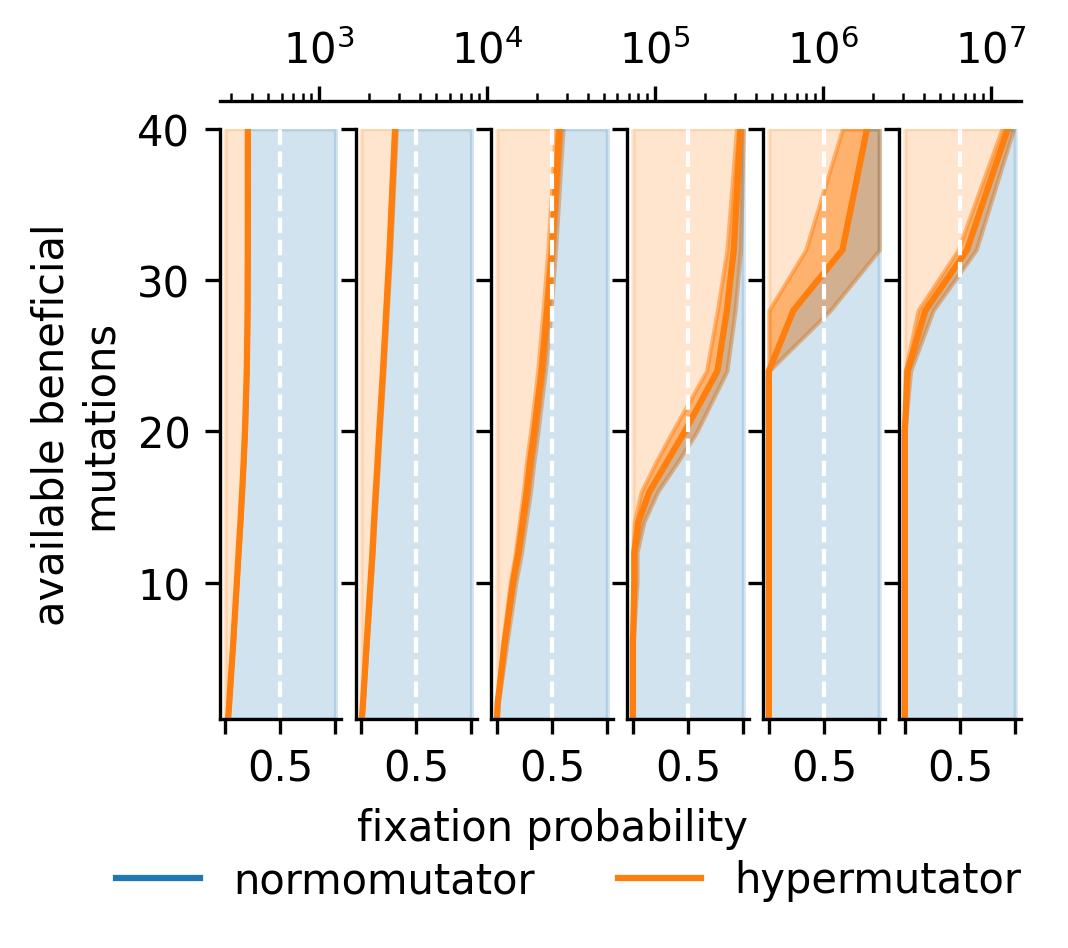 10³ 10⁴ 10⁵ 10⁶ 10⁷
40
30
20
10
available beneficial
mutations
0.5 0.5 0.5 0.5 0.5 0.5
fixation probability
normomutator hypermutator